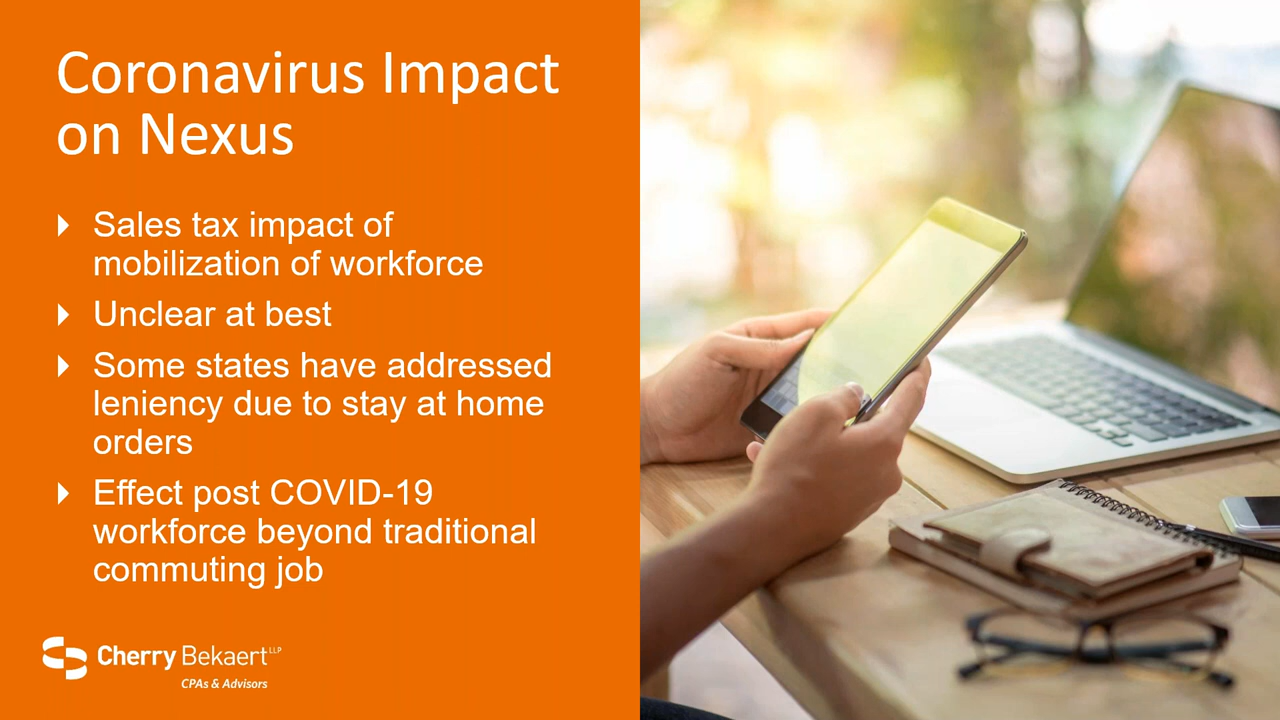 Coronavirus Impact
on Nexus
Sales tax impact of
mobilization of workforce
Unclear at best
Some states have addressed
leniency due to stay at home
orders
Effect post COVID-19
workforce beyond traditional
commuting job
Cherry Bekaert LLP
CPAs & Advisors